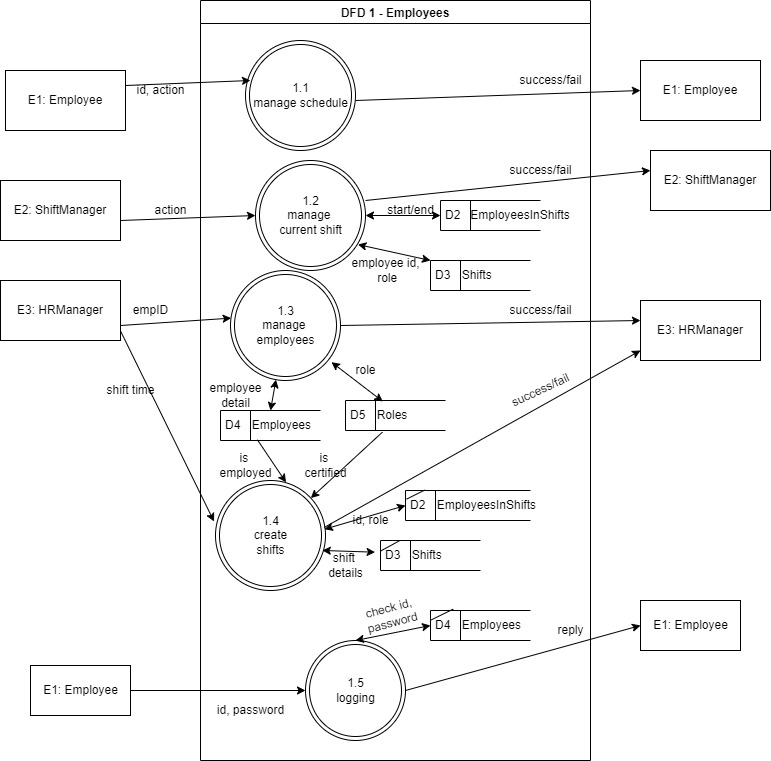 DFD 1 - Employees
E1: Employee
id, action
1.1
manage schedule
success/fail
E1: Employee
E2: ShiftManager
action
1.2
manage
current shift
success/fail
E2: ShiftManager
start/end
D2 EmployeesInShifts
employee id,
role
D3 Shifts
E3: HRManager
empID
1.3
manage
employees
success/fail
E3: HRManager
shift time
employee
detail
role
D4 Employees
D5 Roles
success/fail
is
employed
is
certified
1.4
create
shifts
id, role
D2 EmployeesInShifts
shift
details
D3 Shifts
check id,
password
D4 Employees
E1: Employee
id, password
1.5
logging
reply
E1: Employee